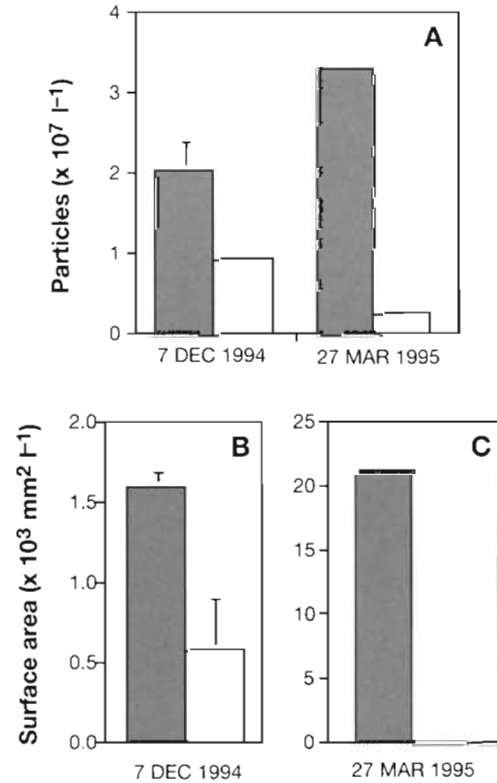 A
Particles (x 10⁷ l⁻¹)
4
3
2
1
0
7 DEC 1994 27 MAR 1995
B
C
Surface area (x 10³ mm² l⁻¹)
2.0
1.5
1.0
0.5
0.0
25
20
15
10
5
0
7 DEC 1994 27 MAR 1995